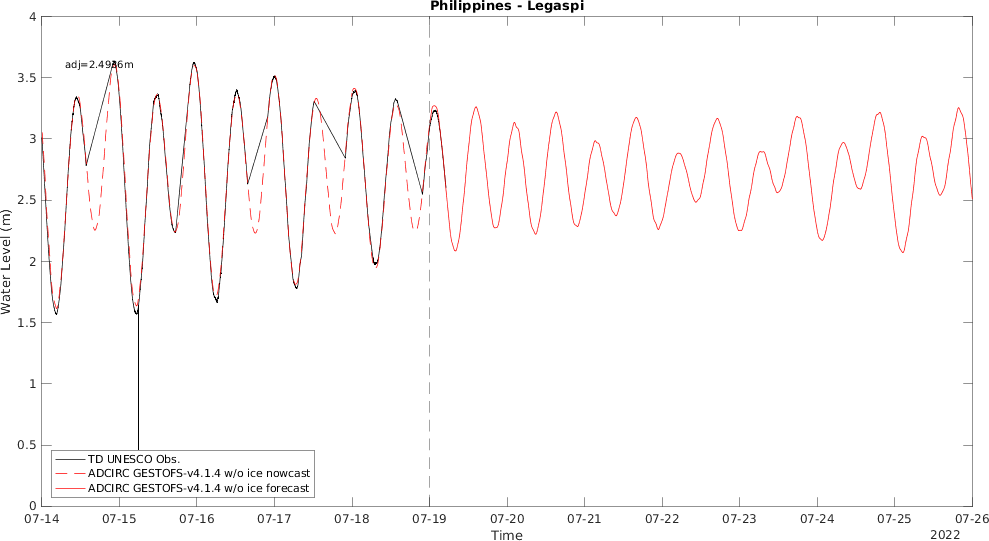 Philippines - Legaspi
4
adj=2.4936m
3.5
3
2.5
2
1.5
1
0.5
0
Water Level (m)
TD UNESCO Obs.
ADCIRC GESTOFS-v4.1.4 w/o ice nowcast
ADCIRC GESTOFS-v4.1.4 w/o ice forecast
07-14 07-15 07-16 07-17 07-18 07-19 07-20 07-21 07-22 07-23 07-24 07-25 07-26
Time
2022